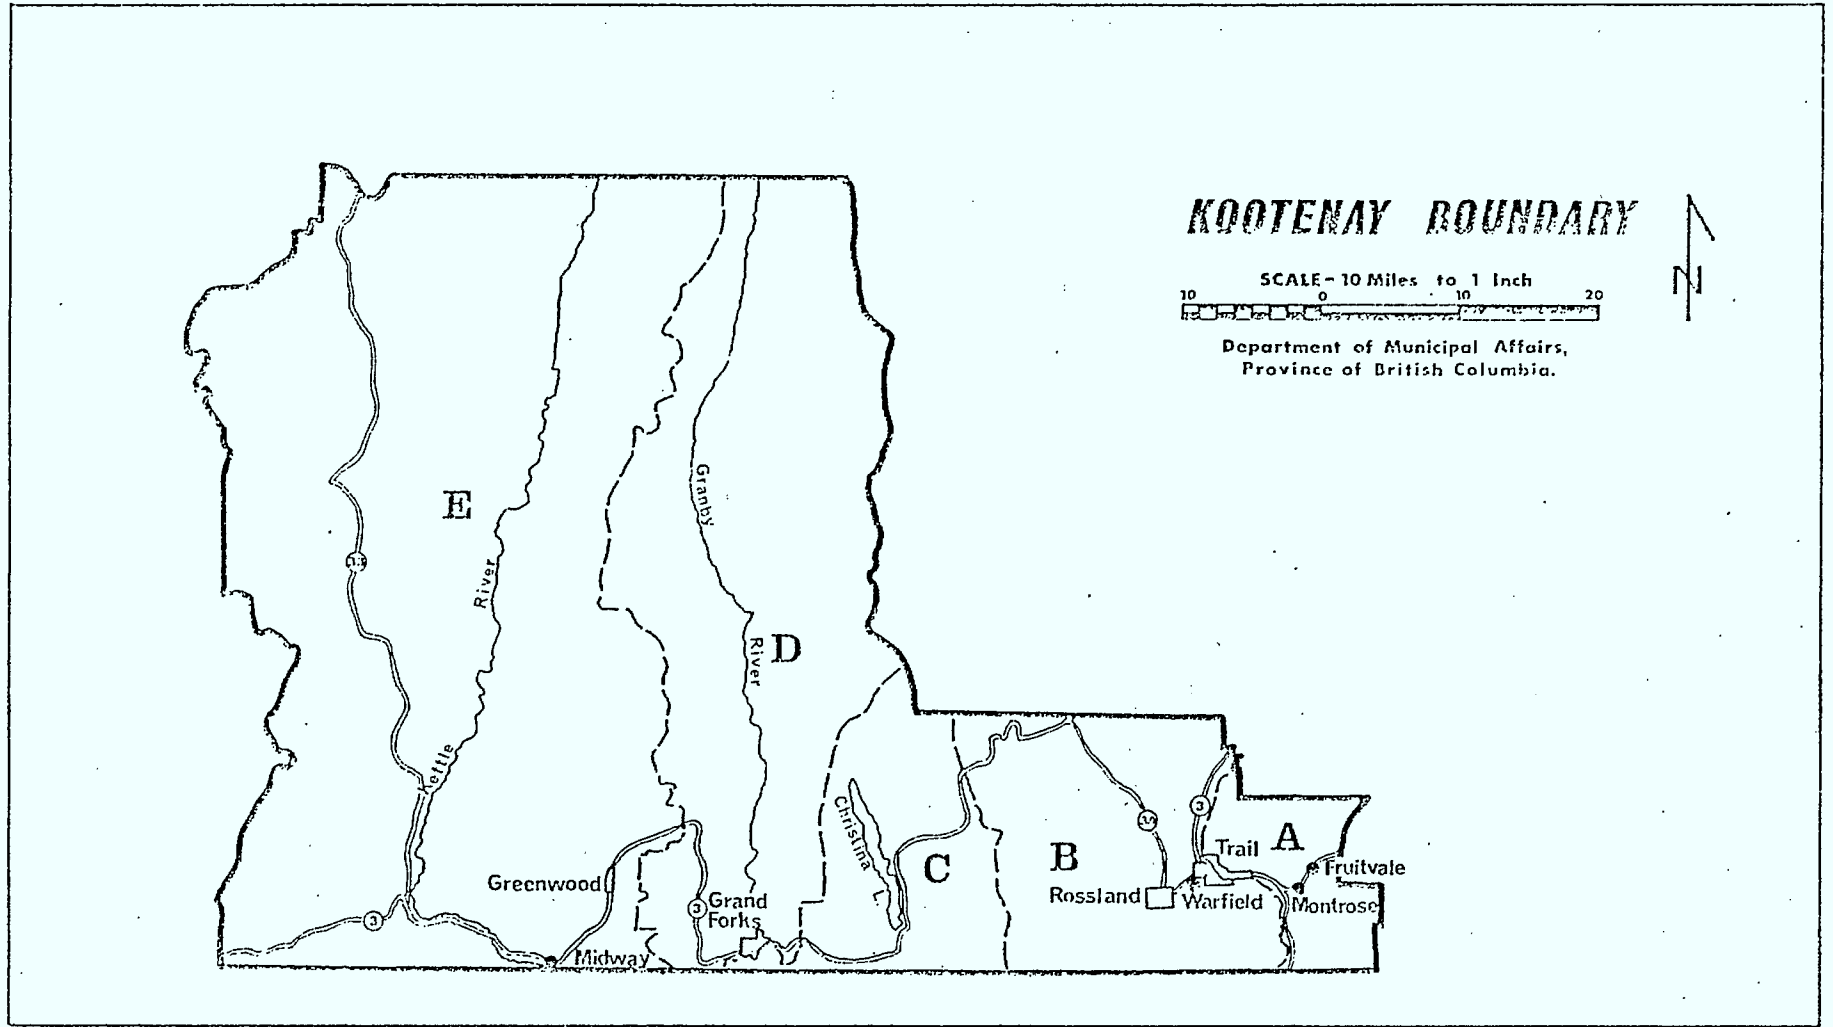 KOOTENAY BOUNDARY
SCALE - 10 Miles to 1 Inch
10 0 10 20
Department of Municipal Affairs,
Province of British Columbia.
N
E
River
Granby
River
D
ettle
Christina L.
C
B
A
3
Trail
Fruitvale
Greenwood
Rossland
Warfield
Montrose
3
3
Grand
Forks
Midway